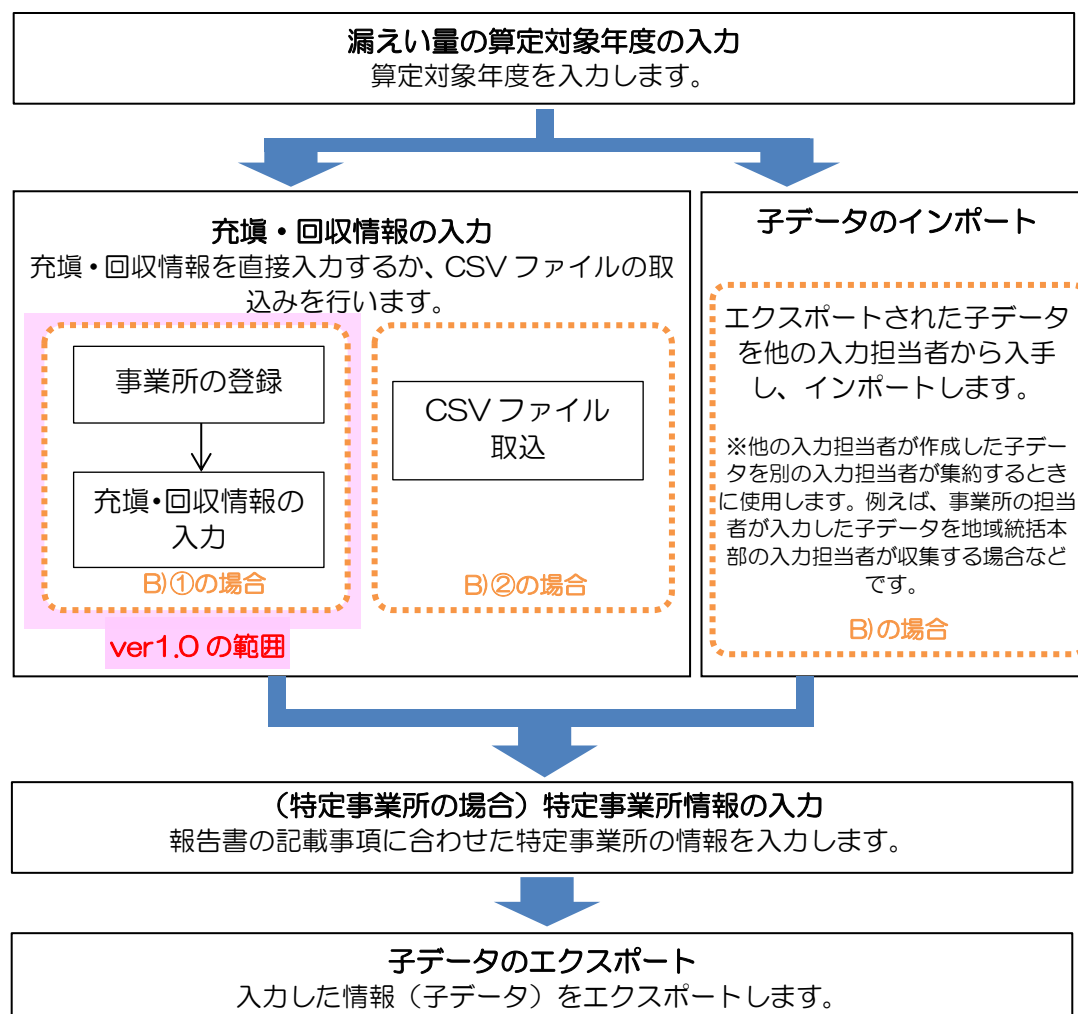 漏えい量の算定対象年度の入力
算定対象年度を入力します。
充塡・回収情報の入力
充塡・回収情報を直接入力するか、CSV ファイルの取
込みを行います。
事業所の登録
充塡・回収情報の
入力
B)①の場合
ver1.0 の範囲
CSV ファイル
取込
B)②の場合
子データのインポート
エクスポートされた子データ
を他の入力担当者から入手
し、インポートします。
※他の入力担当者が作成した子デー
タを別の入力担当者が集約するとき
に使用します。例えば、事業所の担当
者が入力した子データを地域統括本
部の入力担当者が収集する場合など
です。
B)の場合
（特定事業所の場合）特定事業所情報の入力
報告書の記載事項に合わせた特定事業所の情報を入力します。
子データのエクスポート
入力した情報（子データ）をエクスポートします。